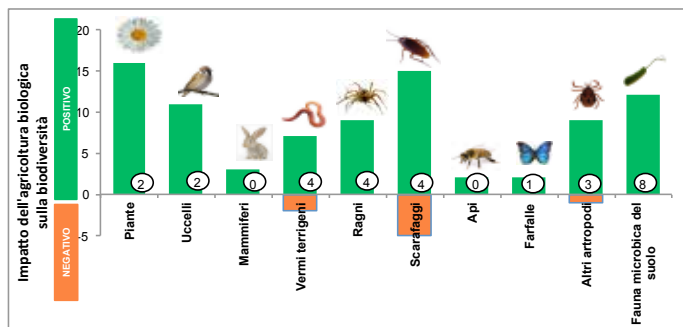 Impatto dell'agricoltura biologica
sulla biodiversità
POSITIVO
NEGATIVO
20
15
10
5
0
-5
2
2
0
4
4
4
0
1
3
8
Piante
Uccelli
Mammiferi
Vermi terrigeni
Ragni
Scarafaggi
Api
Farfalle
Altri artropodi
Fauna microbica del
suolo